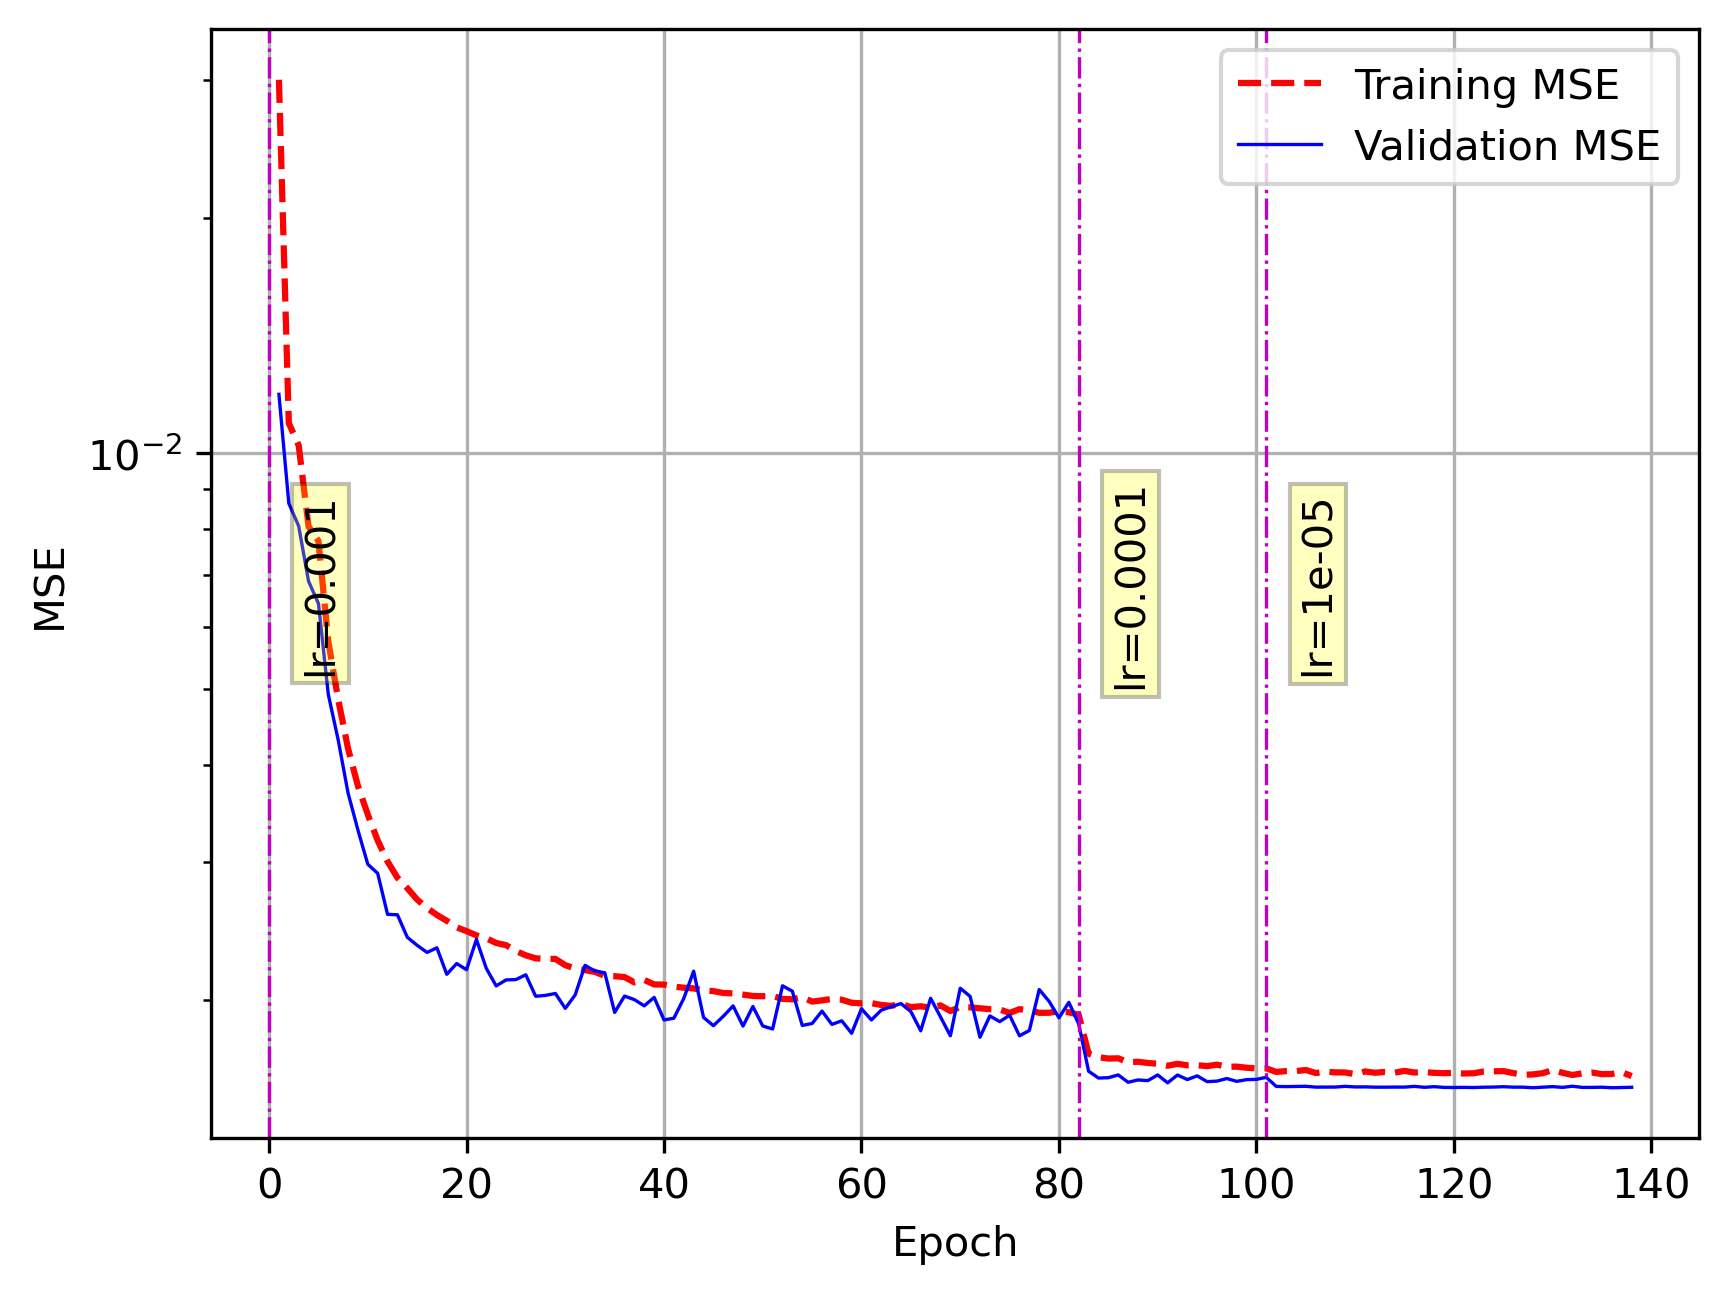 Training MSE
Validation MSE
10⁻²
MSE
lr=0.001
lr=0.0001
lr=1e-05
0 20 40 60 80 100 120 140
Epoch